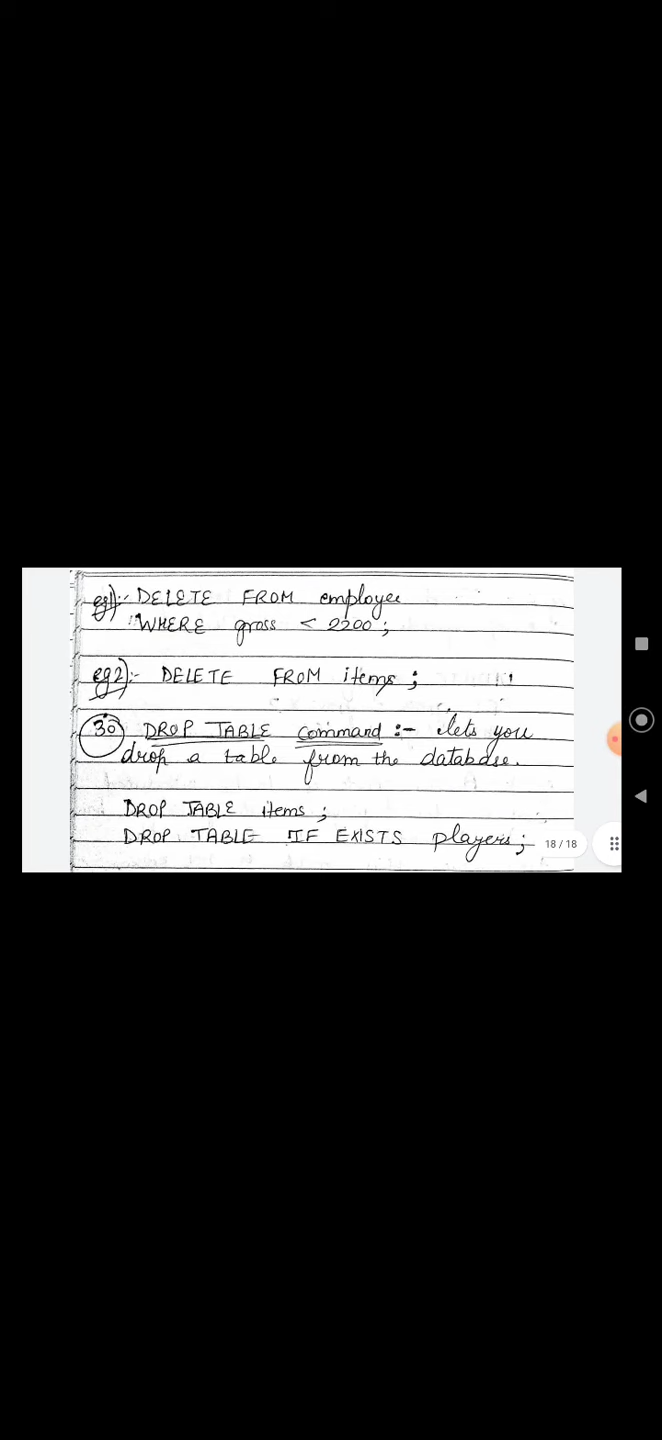 eg1):- DELETE FROM employee
WHERE gross < 2200;
eg2):- DELETE FROM items;
30 DROP TABLE command :- lets you
drop a table from the database.
DROP TABLE items;
DROP TABLE IF EXISTS players;
18/18